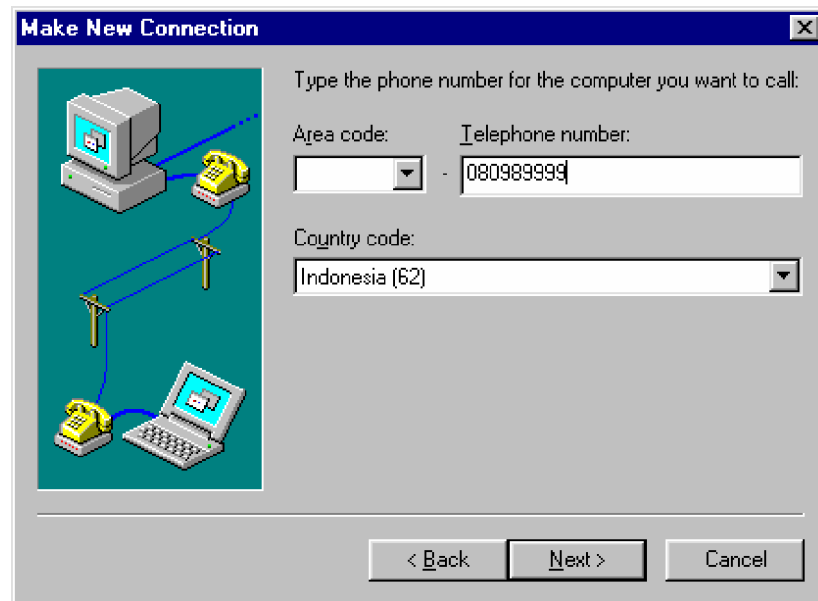 Make New Connection
Type the phone number for the computer you want to call:
Area code: Telephone number:
- 080989999
Country code:
Indonesia (62)
< Back Next > Cancel